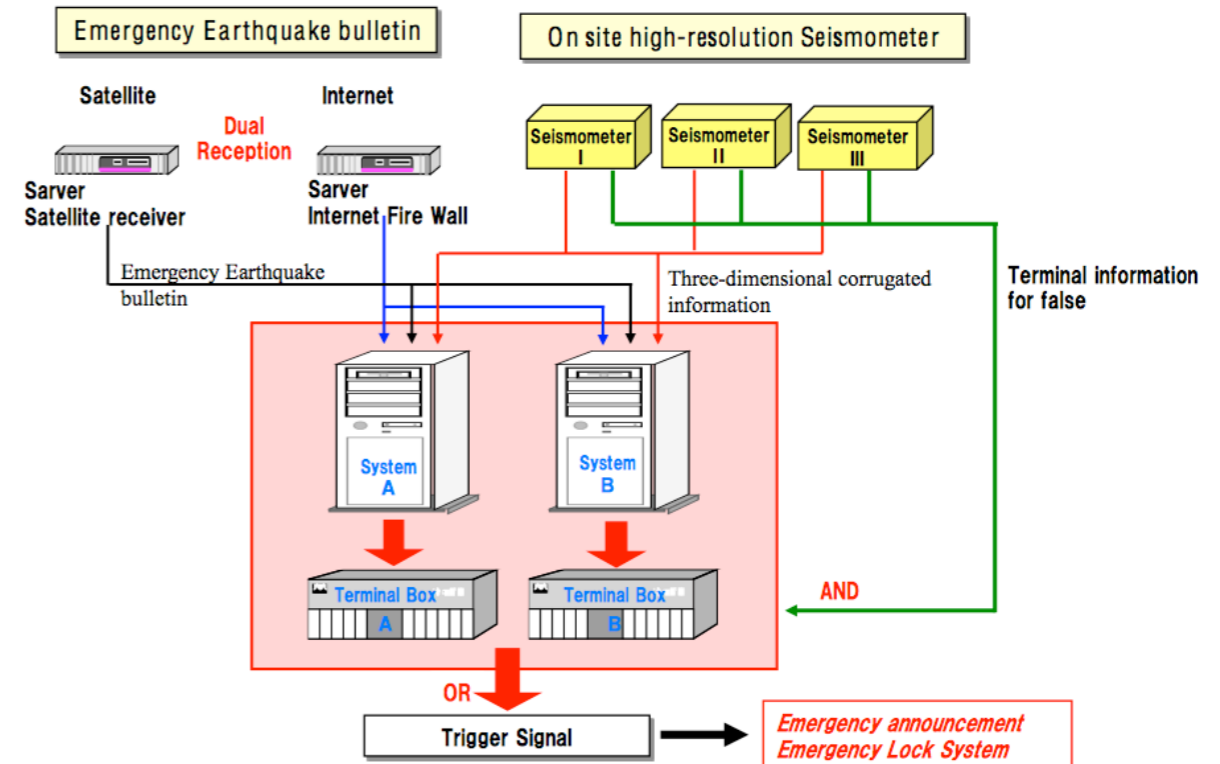 Emergency Earthquake bulletin
On site high-resolution Seismometer
Satellite
Internet
Dual
Reception
Seismometer
I
Seismometer
II
Seismometer
III
Sarver
Satellite receiver
Sarver
Internet Fire Wall
Emergency Earthquake
bulletin
Three-dimensional corrugated
information
Terminal information
for false
System
A
System
B
Terminal Box
A
Terminal Box
B
AND
OR
Trigger Signal
Emergency announcement
Emergency Lock System